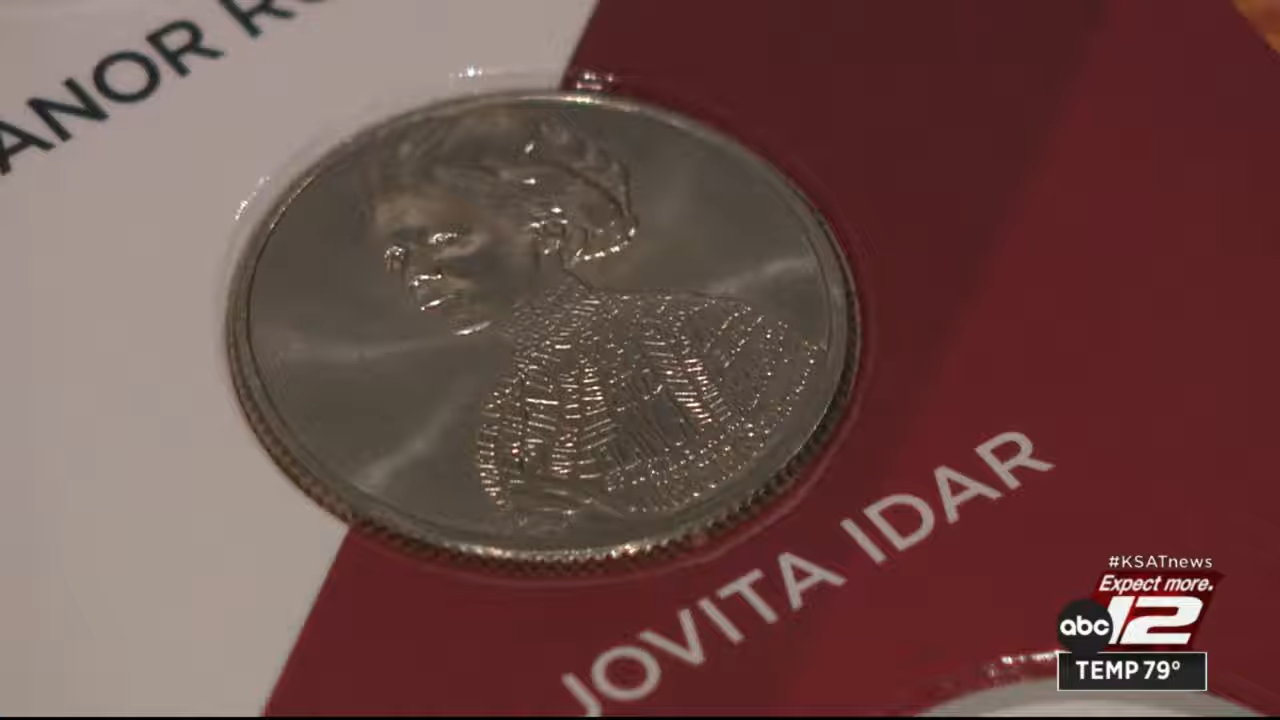 ANOR R
JOVITA IDAR
#KSATnews
Expect more.
abc 12
TEMP 79°